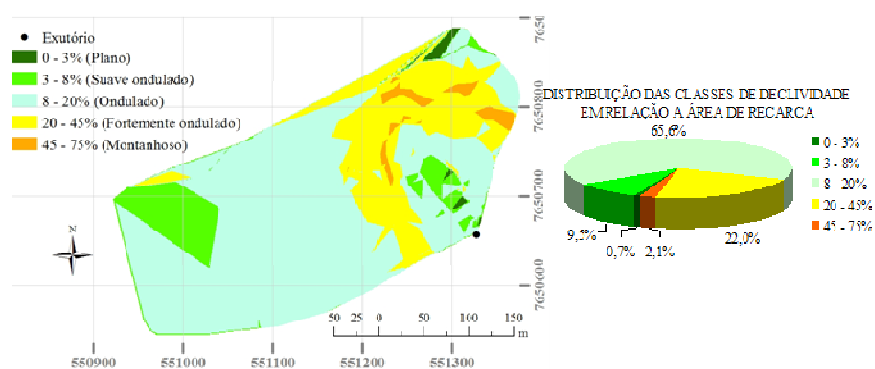 Exutório
0 - 3% (Plano)
3 - 8% (Suave ondulado)
8 - 20% (Ondulado)
20 - 45% (Fortemente ondulado)
45 - 75% (Montanhoso)
N
50 25 0 50 100 150
m
550900 551000 551100 551200 551300
7650800
7650700
7650600
DISTRIBUIÇÃO DAS CLASSES DE DECLIVIDADE
EM RELAÇÃO A ÁREA DE RECARGA
65,6%
9,5%
0,7%
2,1%
22,0%
0 - 3%
3 - 8%
8 - 20%
20 - 45%
45 - 75%